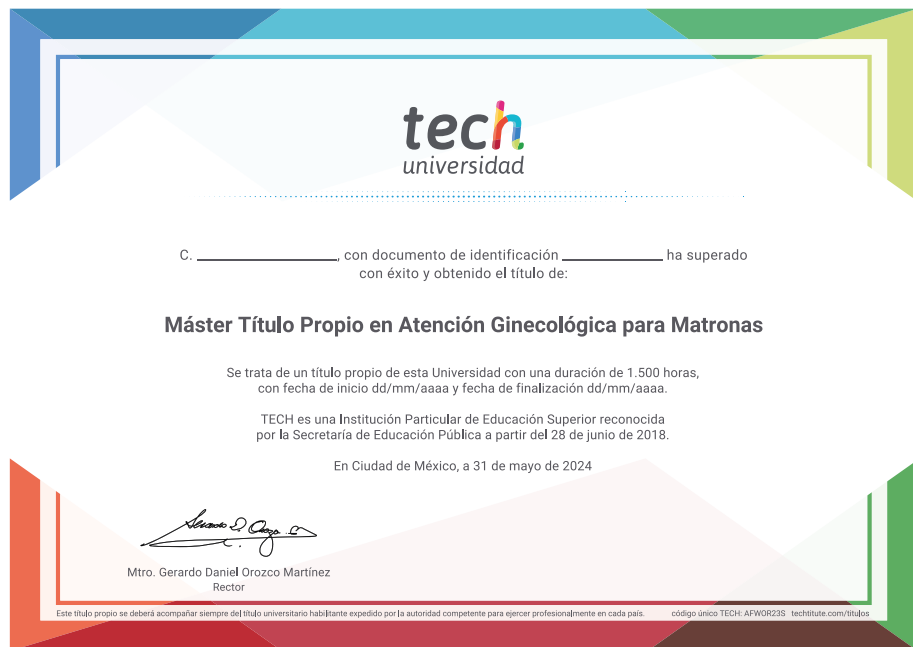 tech
universidad
C. ____________, con documento de identificación ____________ ha superado
con éxito y obtenido el título de:
Máster Título Propio en Atención Ginecológica para Matronas
Se trata de un título propio de esta Universidad con una duración de 1.500 horas,
con fecha de inicio dd/mm/aaaa y fecha de finalización dd/mm/aaaa.
TECH es una Institución Particular de Educación Superior reconocida
por la Secretaría de Educación Pública a partir del 28 de junio de 2018.
En Ciudad de México, a 31 de mayo de 2024
Mtro. Gerardo Daniel Orozco Martínez
Rector
Este título propio se deberá acompañar siempre del título universitario habilitante expedido por la autoridad competente para ejercer profesionalmente en cada país. código único TECH: AFWOR23S techtitute.com/titulos